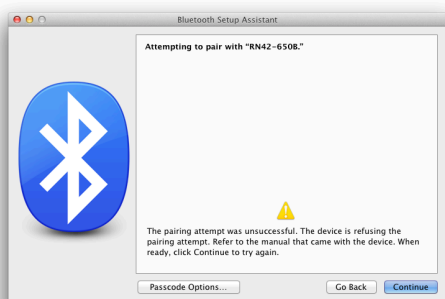 Bluetooth Setup Assistant
Attempting to pair with “RN42-650B.”
The pairing attempt was unsuccessful. The device is refusing the
pairing attempt. Refer to the manual that came with the device. When
ready, click Continue to try again.
Passcode Options...
Go Back
Continue